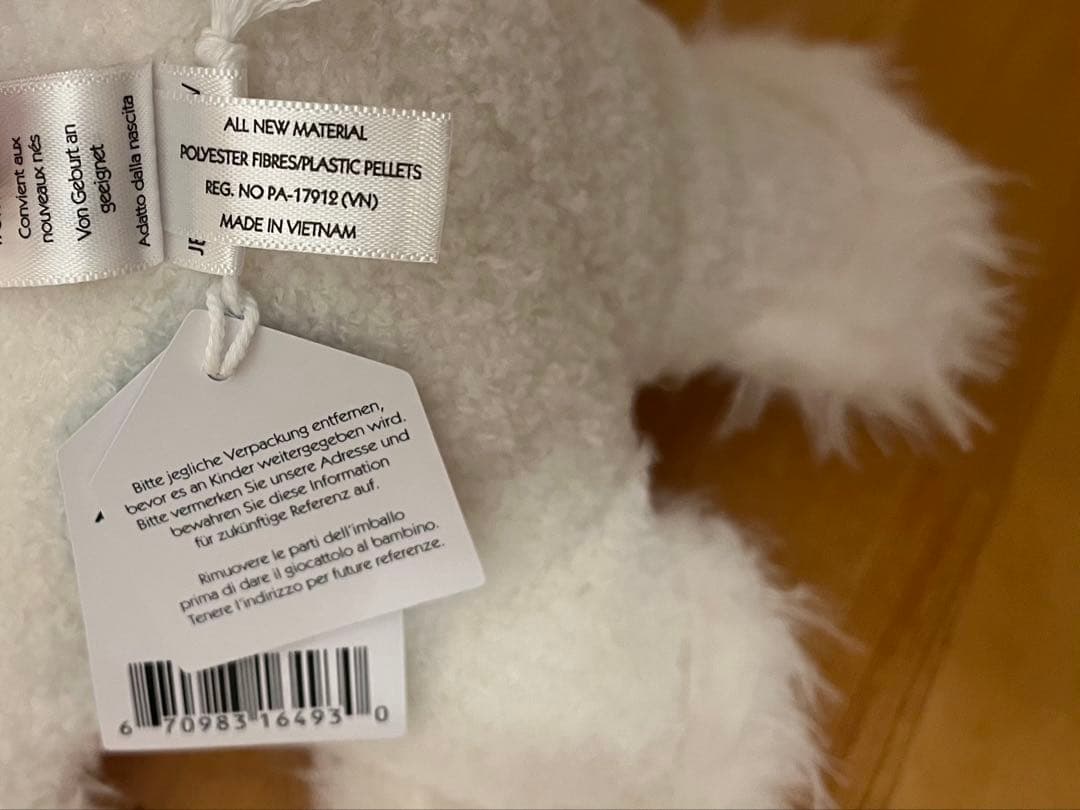 Convient aux
nouveaux nés
Von Geburt an
geeignet
Adatto dalla nascita
JE
ALL NEW MATERIAL
POLYESTER FIBRES/PLASTIC PELLETS
REG. NO PA-17912 (VN)
MADE IN VIETNAM
Bitte jegliche Verpackung entfernen,
bevor es an Kinder weitergegeben wird.
Bitte vermerken Sie unsere Adresse und
bewahren Sie diese Information
für zukünftige Referenz auf.
Rimuovere le parti dell'imballo
prima di dare il giocattolo al bambino.
Tenere l'indirizzo per future referenze.
6 70983 16493 0